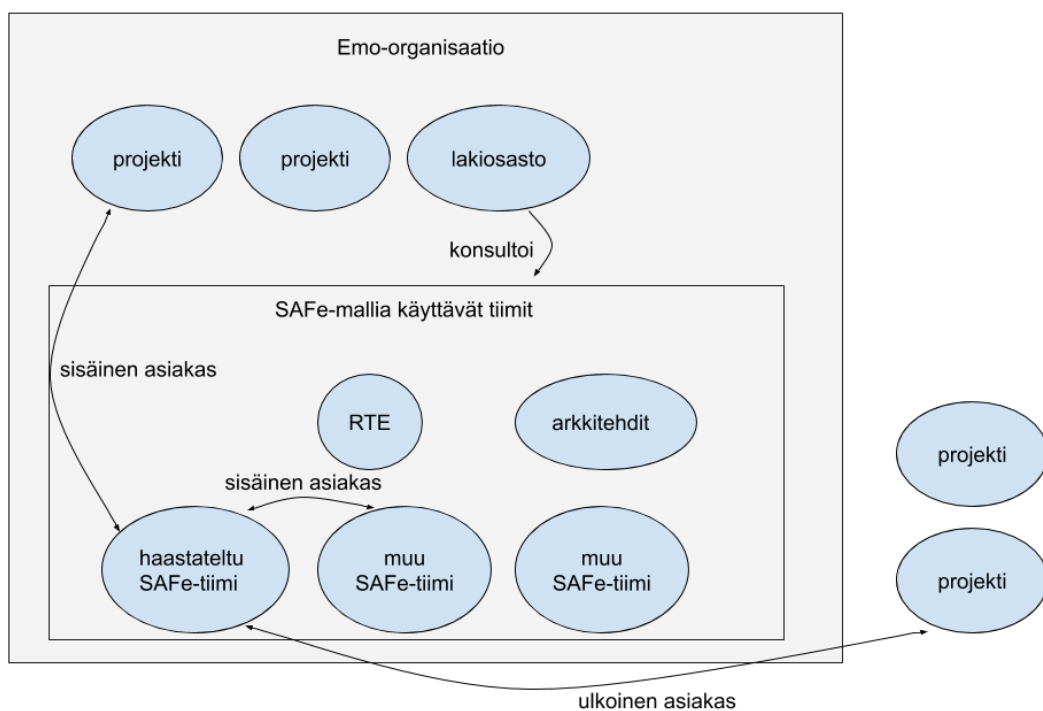 Emo-organisaatio
projekti
projekti
lakiosasto
konsultoi
SAFe-mallia käyttävät tiimit
sisäinen asiakas
RTE
arkkitehdit
projekti
sisäinen asiakas
haastateltu
SAFe-tiimi
muu
SAFe-tiimi
muu
SAFe-tiimi
projekti
ulkoinen asiakas